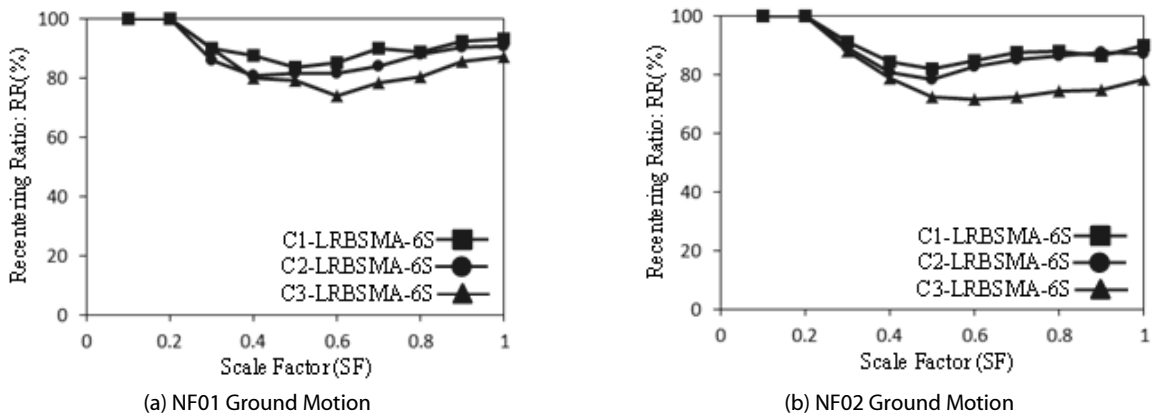 100
80
60
40
20
0
Recentering Ratio: RR(%)
C1-LRBSMA-6S
C2-LRBSMA-6S
C3-LRBSMA-6S
0 0.2 0.4 0.6 0.8 1
Scale Factor (SF)
(a) NF01 Ground Motion
100
80
60
40
20
0
Recentering Ratio: RR(%)
C1-LRBSMA-6S
C2-LRBSMA-6S
C3-LRBSMA-6S
0 0.2 0.4 0.6 0.8 1
Scale Factor (SF)
(b) NF02 Ground Motion